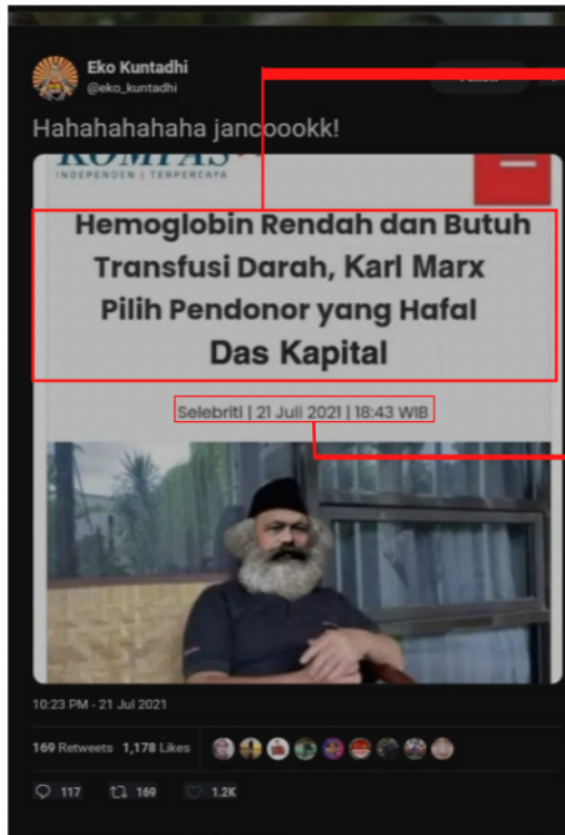 Eko Kuntadhi
@eko_kuntadhi
Hahahahahaha jancoookk!
KOMPAS
INDEPENDEN | TERPERCAYA
Hemoglobin Rendah dan Butuh
Transfusi Darah, Karl Marx
Pilih Pendonor yang Hafal
Das Kapital
Selebriti | 21 Juli 2021 | 18:43 WIB
10:23 PM - 21 Jul 2021
169 Retweets 1,178 Likes
117 169 1.2K